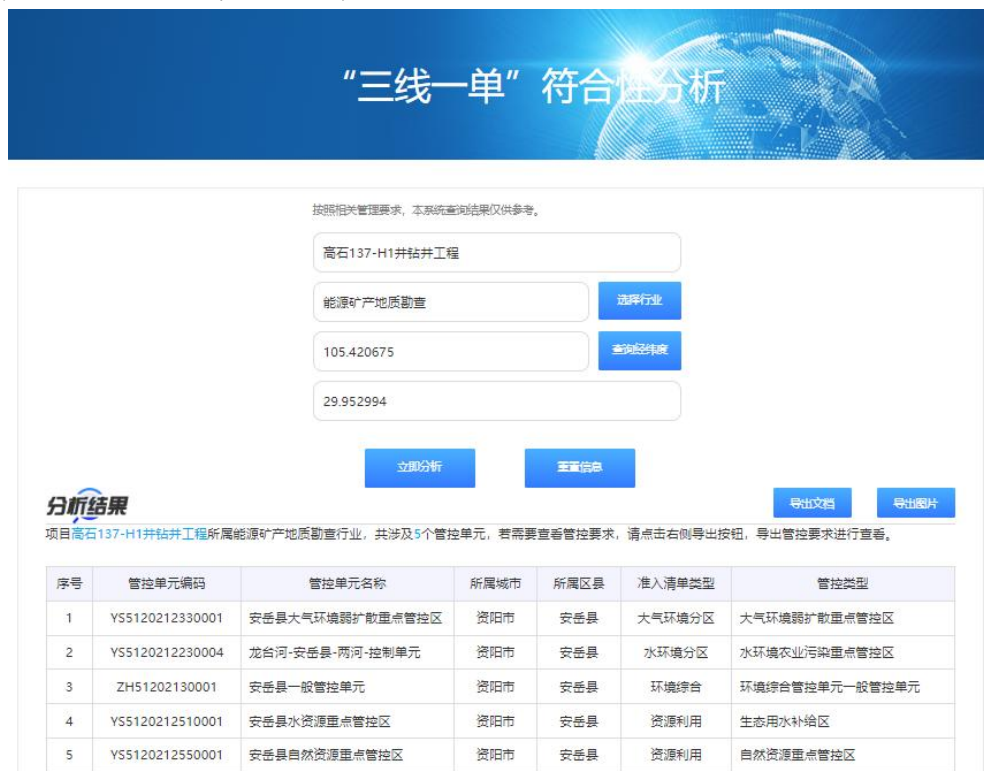 “三线一单”符合性分析
按照相关管理要求，本系统查询结果仅供参考。
高石137-H1井钻井工程
能源矿产地质勘查 选择行业
105.420675 查询经纬度
29.952994
立即分析 重置信息
分析结果 导出文档 导出图片
项目高石137-H1井钻井工程所属能源矿产地质勘查行业，共涉及5个管控单元，若需要查看管控要求，请点击右侧导出按钮，导出管控要求进行查看。
序号 管控单元编码 管控单元名称 所属城市 所属区县 准入清单类型 管控类型
1 YS5120212330001 安岳县大气环境弱扩散重点管控区 资阳市 安岳县 大气环境分区 大气环境弱扩散重点管控区
2 YS5120212230004 龙台河-安岳县-两河-控制单元 资阳市 安岳县 水环境分区 水环境农业污染重点管控区
3 ZH51202130001 安岳县一般管控单元 资阳市 安岳县 环境综合 环境综合管控单元一般管控单元
4 YS5120212510001 安岳县水资源重点管控区 资阳市 安岳县 资源利用 生态用水补给区
5 YS5120212550001 安岳县自然资源重点管控区 资阳市 安岳县 资源利用 自然资源重点管控区